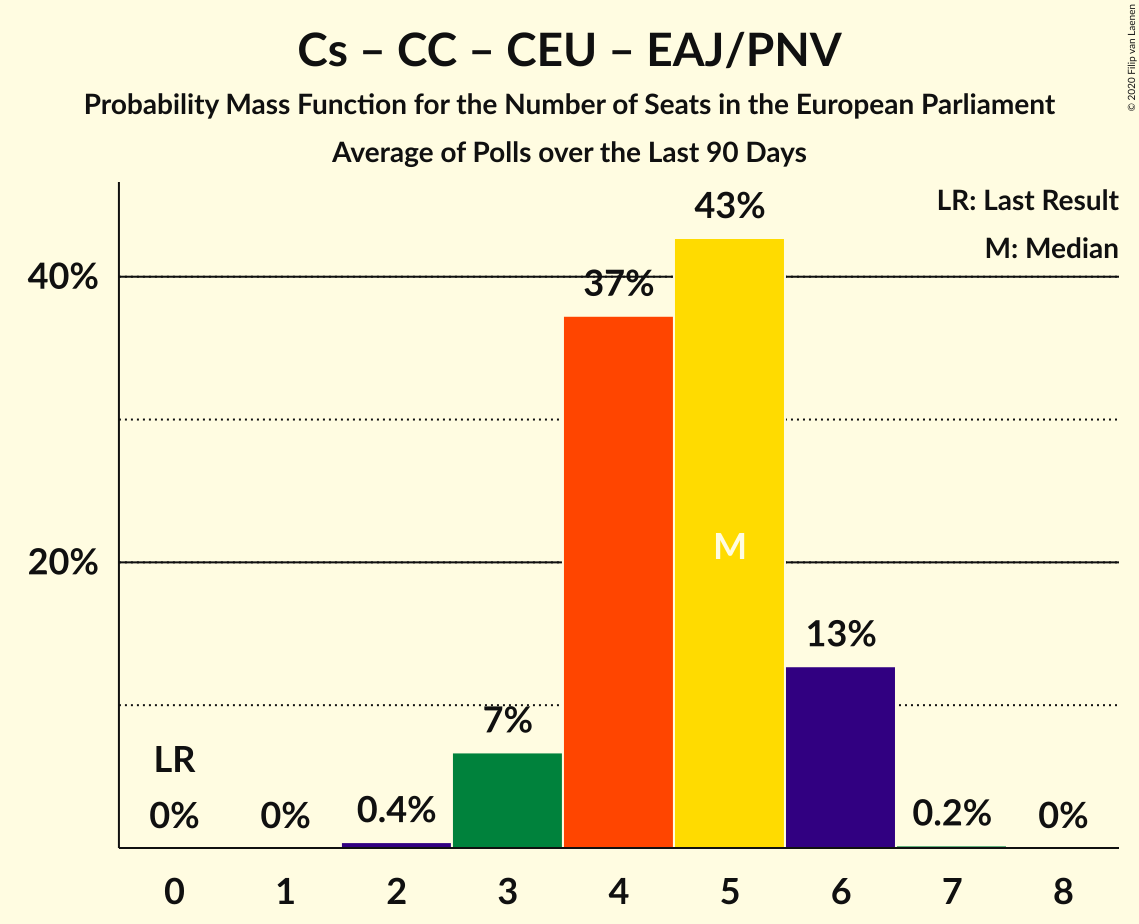 Cs – CC – CEU – EAJ/PNV
Probability Mass Function for the Number of Seats in the European Parliament
Average of Polls over the Last 90 Days
© 2020 Filip van Laenen
LR: Last Result
M: Median
43%
40%
37%
M
20%
13%
7%
LR
0%
0%
0.4%
0.2%
0%
0 1 2 3 4 5 6 7 8